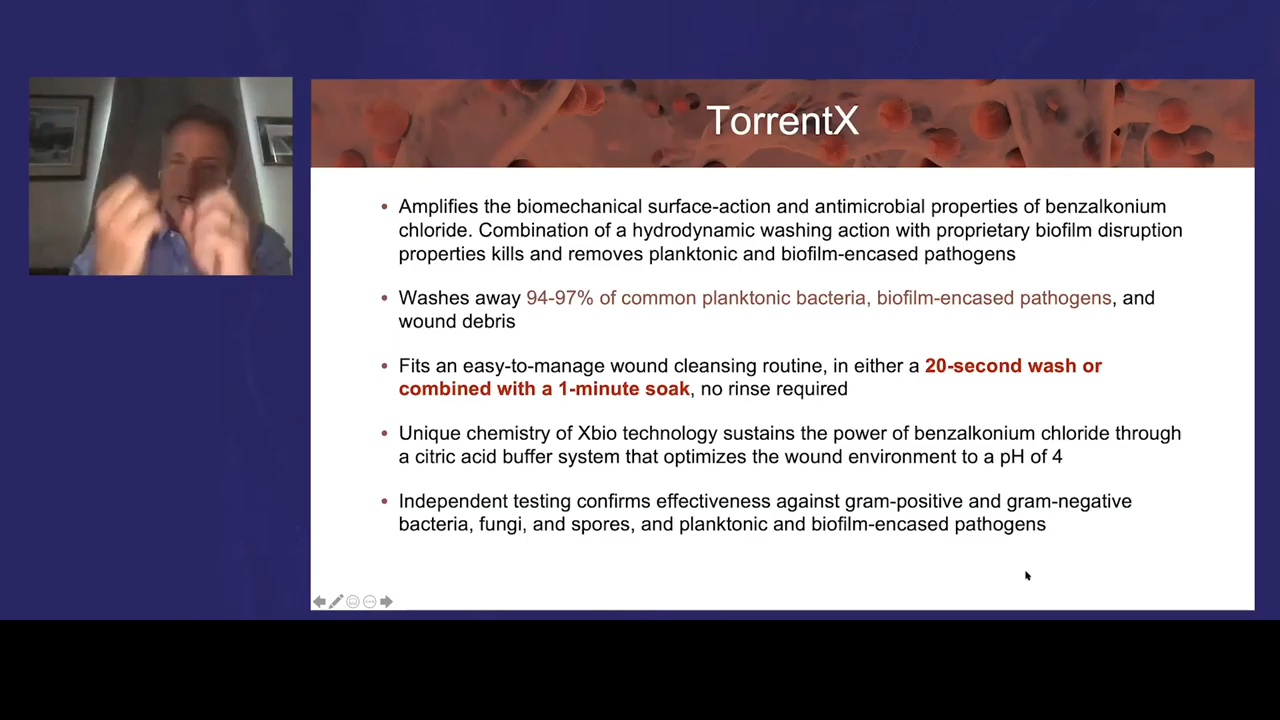 TorrentX
• Amplifies the biomechanical surface-action and antimicrobial properties of benzalkonium
chloride. Combination of a hydrodynamic washing action with proprietary biofilm disruption
properties kills and removes planktonic and biofilm-encased pathogens
• Washes away 94-97% of common planktonic bacteria, biofilm-encased pathogens, and
wound debris
• Fits an easy-to-manage wound cleansing routine, in either a 20-second wash or
combined with a 1-minute soak, no rinse required
• Unique chemistry of Xbio technology sustains the power of benzalkonium chloride through
a citric acid buffer system that optimizes the wound environment to a pH of 4
• Independent testing confirms effectiveness against gram-positive and gram-negative
bacteria, fungi, and spores, and planktonic and biofilm-encased pathogens